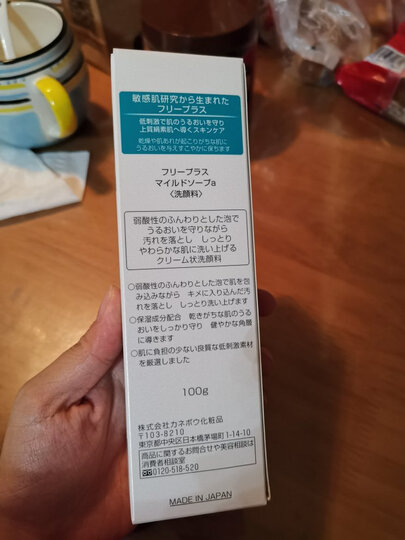 敏感肌研究から生まれた
フリープラス
低刺激で肌のうるおいを守り
上質絹素肌へ導くスキンケア
乾燥や肌あれが起こりがちな肌に
うるおいを与えすこやかに保ちます
フリープラス
マイルドソープa
〈洗顔料〉
弱酸性のふんわりとした泡で
うるおいを守りながら
汚れを落とし しっとり
やわらかな肌に洗い上げる
クリーム状洗顔料
○弱酸性のふんわりとした泡で肌を包
み込みながら キメに入り込んだ汚
れを落とし しっとり洗い上げます
○保湿成分配合 乾きがちな肌のうる
おいをしっかり守り 健やかな角層
に導きます
○肌に負担の少ない良質な低刺激素材
を厳選しました
100g
株式会社カネボウ化粧品
〒103-8210
東京都中央区日本橋茅場町1-14-10
商品に関するお問合せや美容相談は
消費者相談室
0120-518-520
MADE IN JAPAN